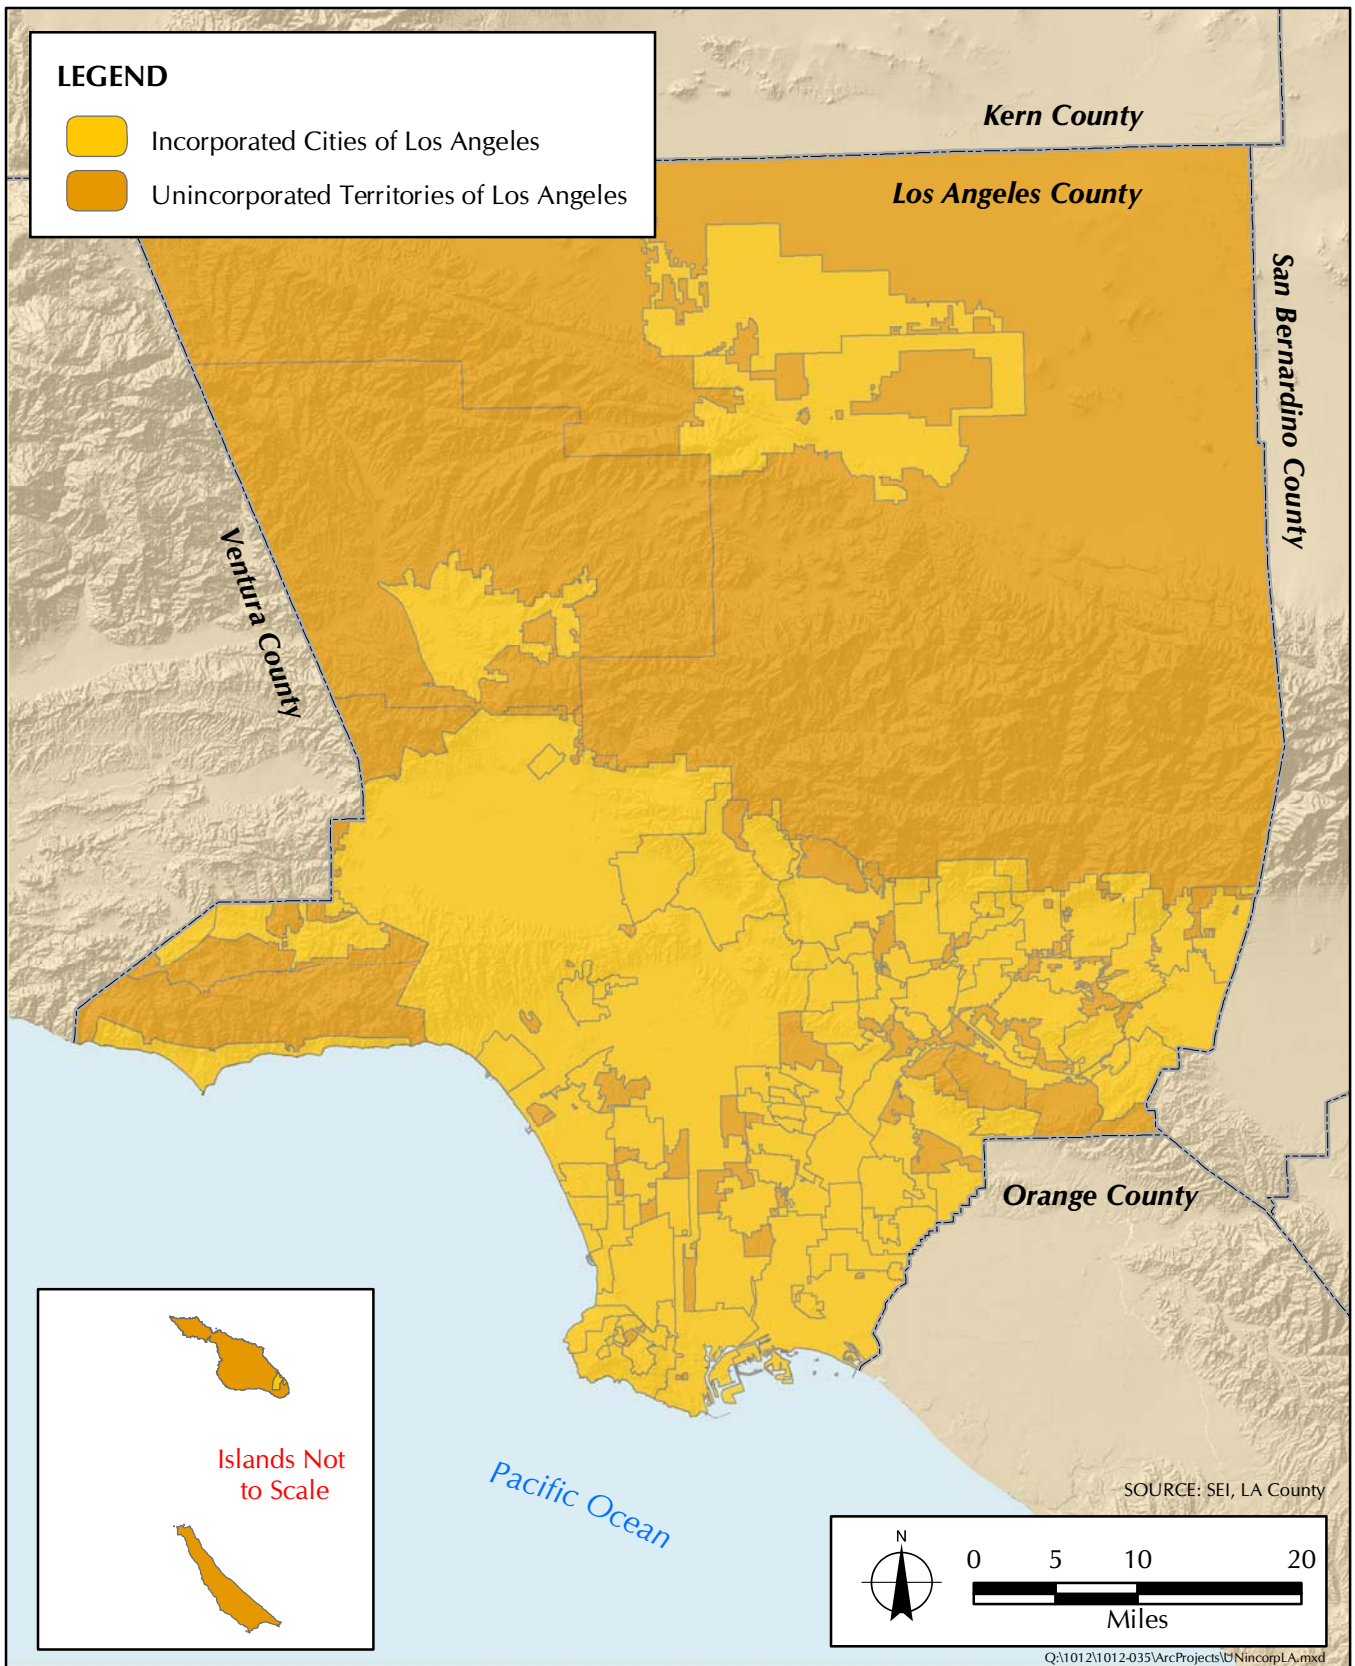 LEGEND
Incorporated Cities of Los Angeles
Unincorporated Territories of Los Angeles
Kern County
Los Angeles County
San Bernardino County
Ventura County
Orange County
Islands Not
to Scale
Pacific Ocean
SOURCE: SEI, LA County
N
0 5 10 20
Miles
Q:\1012\1012-035\ArcProjects\UNincorpLA.mxd